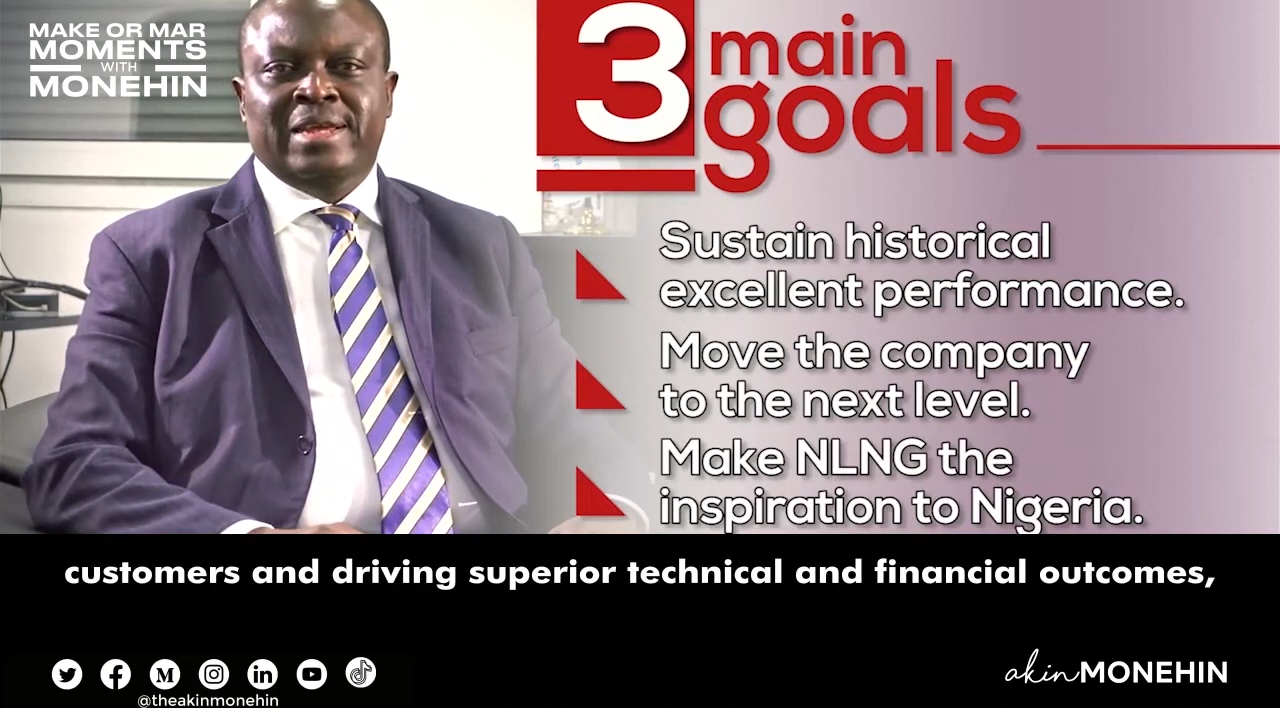 MAKE OR MAR
MOMENTS
WITH
MONEHIN
3 main
goals
Sustain historical
excellent performance.
Move the company
to the next level.
Make NLNG the
inspiration to Nigeria.
customers and driving superior technical and financial outcomes,
@theakinmonehin
akinMONEHIN